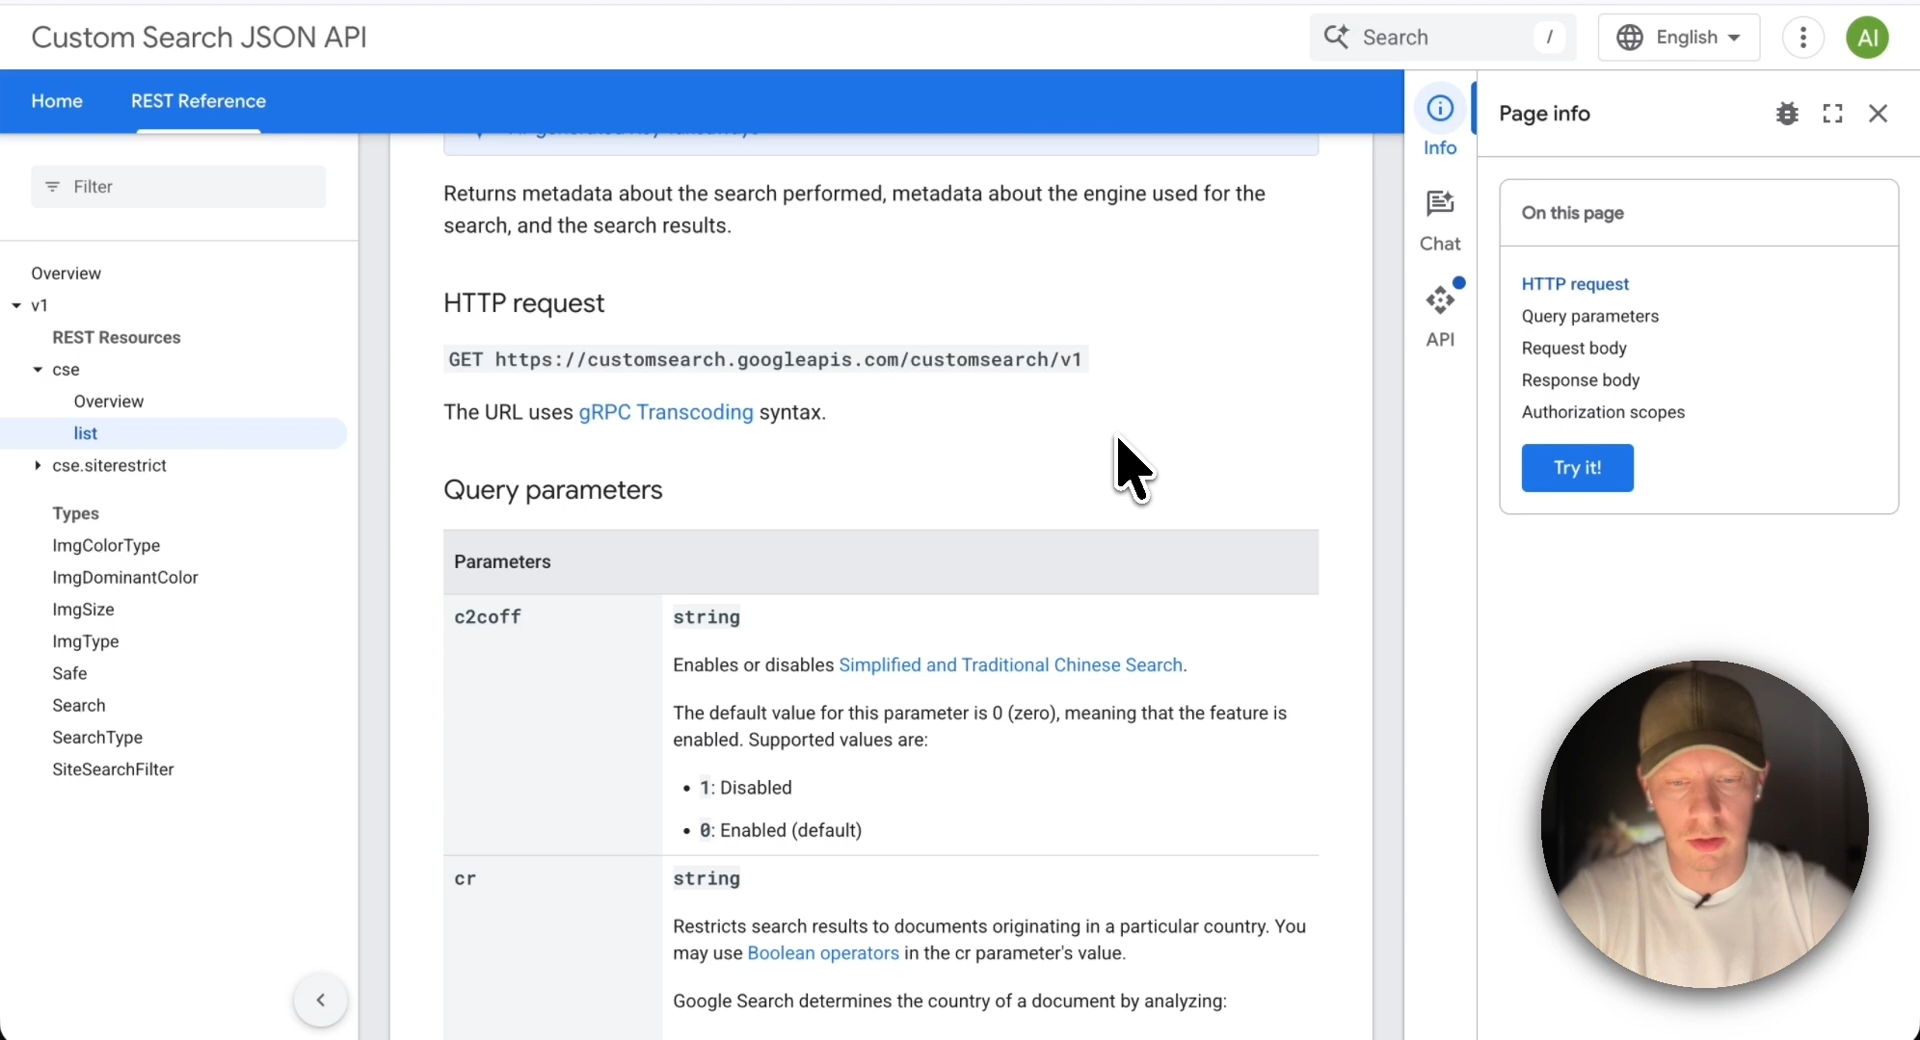 Custom Search JSON API
Search
/
English
AI
Home
REST Reference
Filter
Overview
v1
REST Resources
cse
Overview
list
cse.siterestrict
Types
ImgColorType
ImgDominantColor
ImgSize
ImgType
Safe
Search
SearchType
SiteSearchFilter
Returns metadata about the search performed, metadata about the engine used for the
search, and the search results.
HTTP request
GET https://customsearch.googleapis.com/customsearch/v1
The URL uses gRPC Transcoding syntax.
Query parameters
Parameters
c2coff
string
Enables or disables Simplified and Traditional Chinese Search.
The default value for this parameter is 0 (zero), meaning that the feature is
enabled. Supported values are:
• 1: Disabled
• 0: Enabled (default)
cr
string
Restricts search results to documents originating in a particular country. You
may use Boolean operators in the cr parameter's value.
Google Search determines the country of a document by analyzing:
Info
Chat
API
Page info
On this page
HTTP request
Query parameters
Request body
Response body
Authorization scopes
Try it!